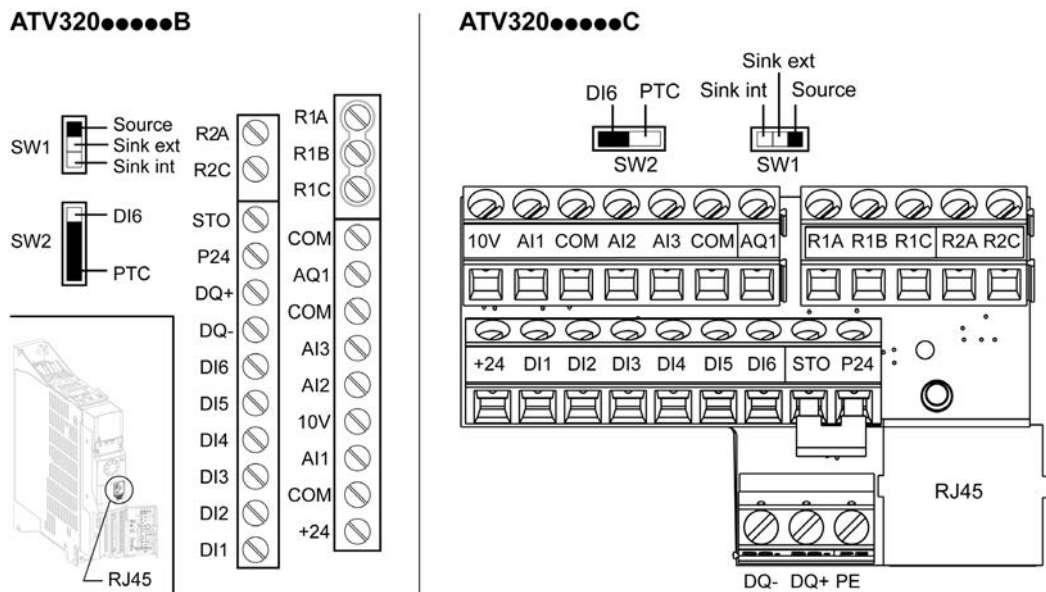 ATV320●●●●●B
SW1
Source
Sink ext
Sink int
SW2
DI6
PTC
RJ45
R2A
R2C
STO
P24
DQ+
DQ-
DI6
DI5
DI4
DI3
DI2
DI1
R1A
R1B
R1C
COM
AQ1
COM
AI3
AI2
10V
AI1
COM
+24
ATV320●●●●●C
DI6 PTC
SW2
Sink ext
Sink int Source
SW1
10V AI1 COM AI2 AI3 COM AQ1
R1A R1B R1C R2A R2C
+24 DI1 DI2 DI3 DI4 DI5 DI6 STO P24
RJ45
DQ- DQ+ PE